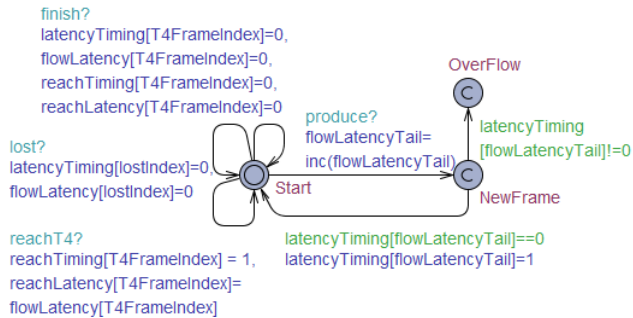 finish?
latencyTiming[T4FrameIndex]=0,
flowLatency[T4FrameIndex]=0,
reachTiming[T4FrameIndex]=0,
reachLatency[T4FrameIndex]=0
OverFlow
C
produce?
flowLatencyTail=
inc(flowLatencyTail)
latencyTiming
[flowLatencyTail]!=0
lost?
latencyTiming[lostIndex]=0,
flowLatency[lostIndex]=0
Start
C
NewFrame
reachT4?
reachTiming[T4FrameIndex] = 1,
reachLatency[T4FrameIndex]=
flowLatency[T4FrameIndex]
latencyTiming[flowLatencyTail]==0
latencyTiming[flowLatencyTail]=1